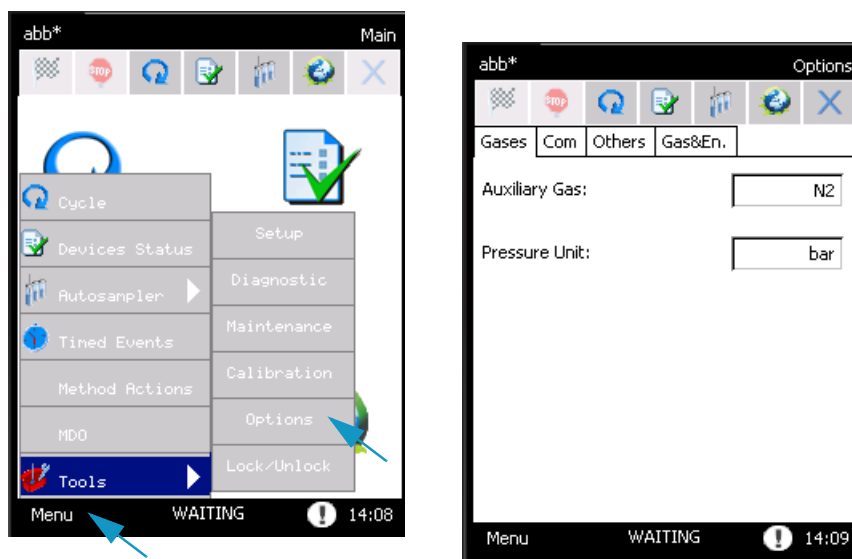 abb* Main
STOP
Cycle
Devices Status
Autosampler
Timed Events
Method Actions
MDO
Tools
Setup
Diagnostic
Maintenance
Calibration
Options
Lock/Unlock
Menu WAITING 14:08
abb* Options
STOP
Gases Com Others Gas&En.
Auxiliary Gas: N2
Pressure Unit: bar
Menu WAITING 14:09